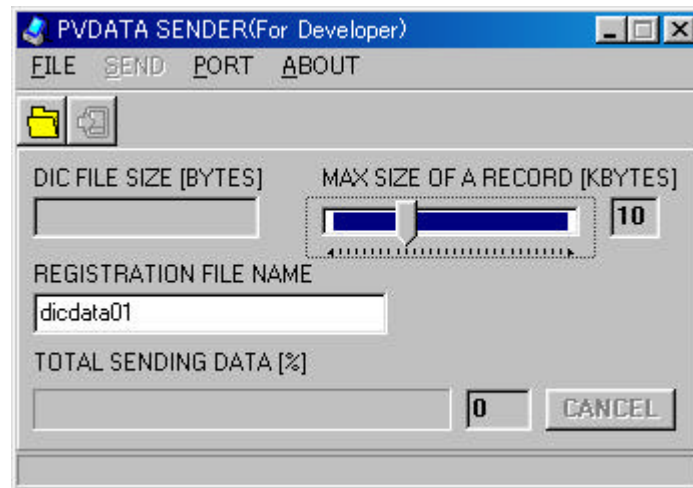 PVDATA SENDER(For Developer)
FILE SEND PORT ABOUT
DIC FILE SIZE [BYTES] MAX SIZE OF A RECORD [KBYTES]
10
REGISTRATION FILE NAME
dicdata01
TOTAL SENDING DATA [%]
0 CANCEL